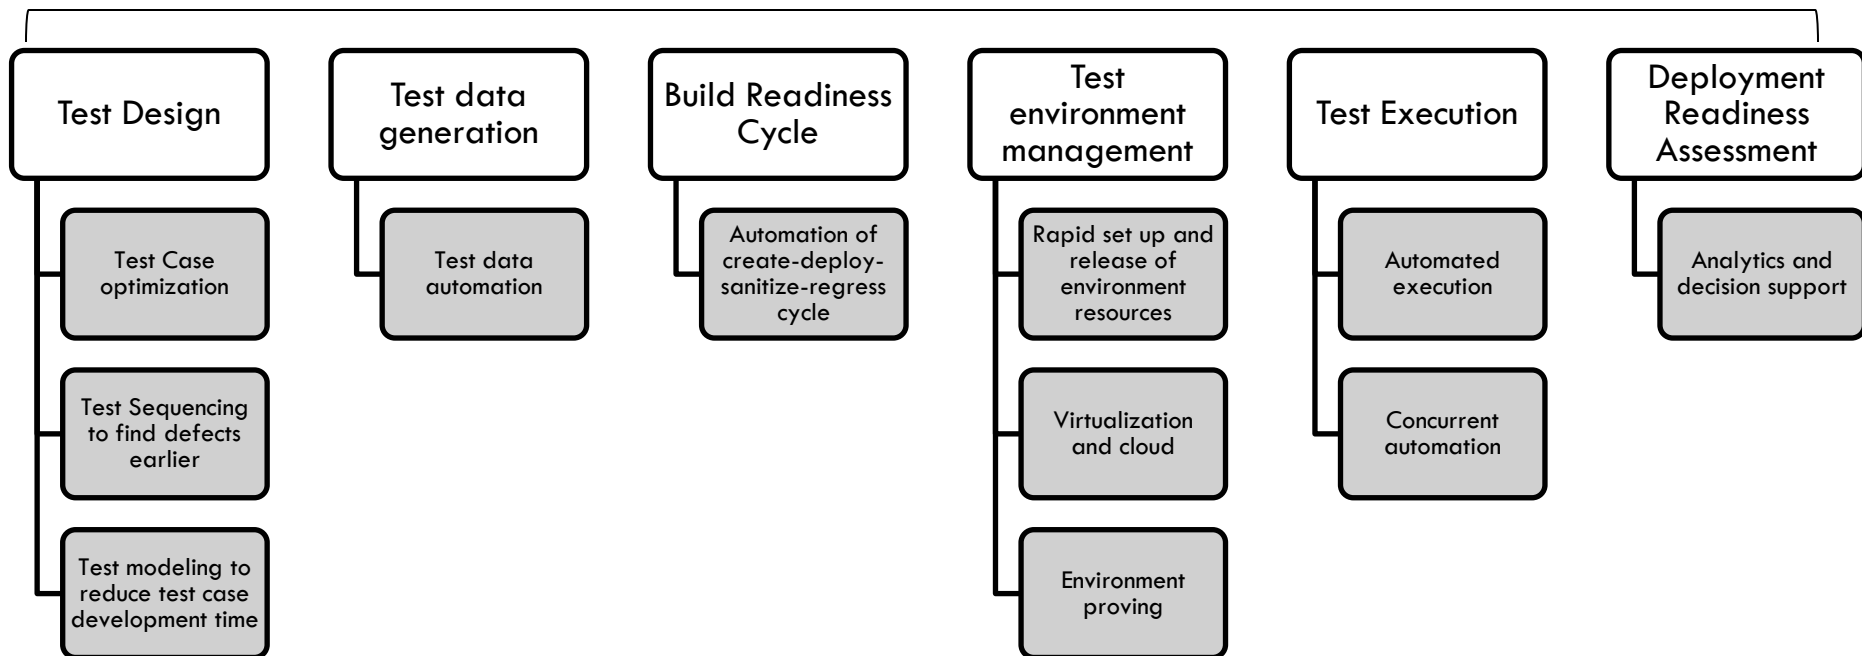 Test Design
Test data
generation
Build Readiness
Cycle
Test
environment
management
Test Execution
Deployment
Readiness
Assessment
Test Case
optimization
Test Sequencing
to find defects
earlier
Test modeling to
reduce test case
development time
Test data
automation
Automation of
create-deploy-
sanitize-regress
cycle
Rapid set up and
release of
environment
resources
Virtualization
and cloud
Environment
proving
Automated
execution
Concurrent
automation
Analytics and
decision support